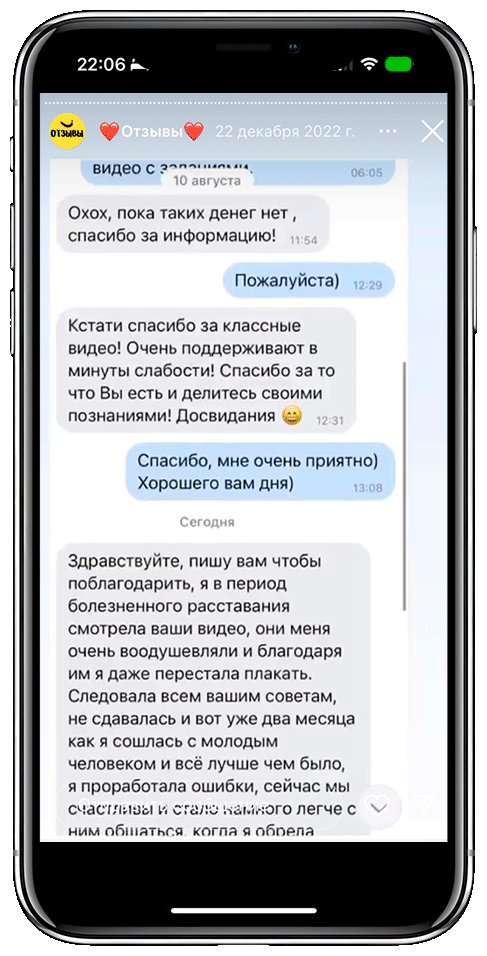 22:06
ОТЗЫВЫ
❤️Отзывы❤️ 22 декабря 2022 г.
видео с заданиями. 06:05
10 августа
Охох, пока таких денег нет ,
спасибо за информацию! 11:54
Пожалуйста) 12:29
Кстати спасибо за классные
видео! Очень поддерживают в
минуты слабости! Спасибо за то
что Вы есть и делитесь своими
познаниями! Досвидания 😄 12:31
Спасибо, мне очень приятно)
Хорошего вам дня) 13:08
Сегодня
Здравствуйте, пишу вам чтобы
поблагодарить, я в период
болезненного расставания
смотрела ваши видео, они меня
очень воодушевляли и благодаря
им я даже перестала плакать.
Следовала всем вашим советам,
не сдавалась и вот уже два месяца
как я сошлась с молодым
человеком и всё лучше чем было,
я проработала ошибки, сейчас мы
счастливы и стало намного легче с
ним общаться, когда я обрела